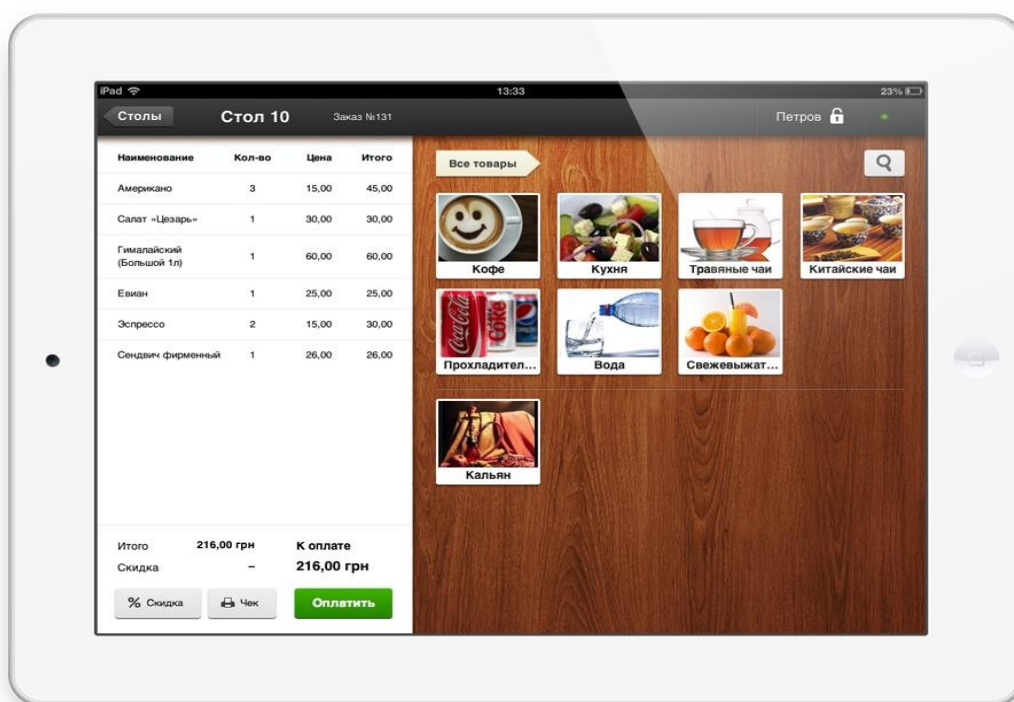 iPad 13:33 23%
Столы Стол 10 Заказ №131 Петров
Наименование Кол-во Цена Итого
Американо 3 15,00 45,00
Салат «Цезарь» 1 30,00 30,00
Гималайский
(Большой 1л) 1 60,00 60,00
Евиан 1 25,00 25,00
Эспрессо 2 15,00 30,00
Сендвич фирменный 1 26,00 26,00
Итого 216,00 грн К оплате
Скидка – 216,00 грн
% Скидка Чек Оплатить
Все товары
Кофе Кухня Травяные чаи Китайские чаи
Coca-Cola Coke
Прохладител... Вода Свежевыжат...
Кальян